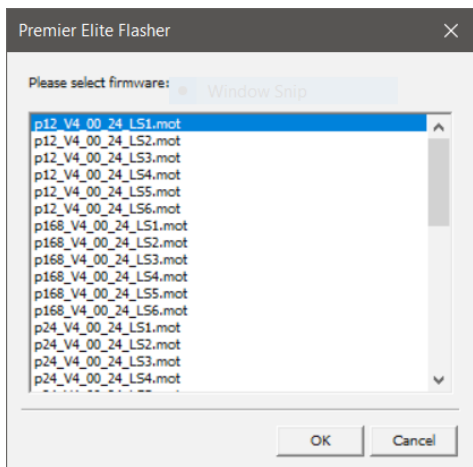 Premier Elite Flasher
Please select firmware:
Window Snip
p12_V4_00_24_LS1.mot
p12_V4_00_24_LS2.mot
p12_V4_00_24_LS3.mot
p12_V4_00_24_LS4.mot
p12_V4_00_24_LS5.mot
p12_V4_00_24_LS6.mot
p168_V4_00_24_LS1.mot
p168_V4_00_24_LS2.mot
p168_V4_00_24_LS3.mot
p168_V4_00_24_LS4.mot
p168_V4_00_24_LS5.mot
p168_V4_00_24_LS6.mot
p24_V4_00_24_LS1.mot
p24_V4_00_24_LS2.mot
p24_V4_00_24_LS3.mot
p24_V4_00_24_LS4.mot
OK Cancel